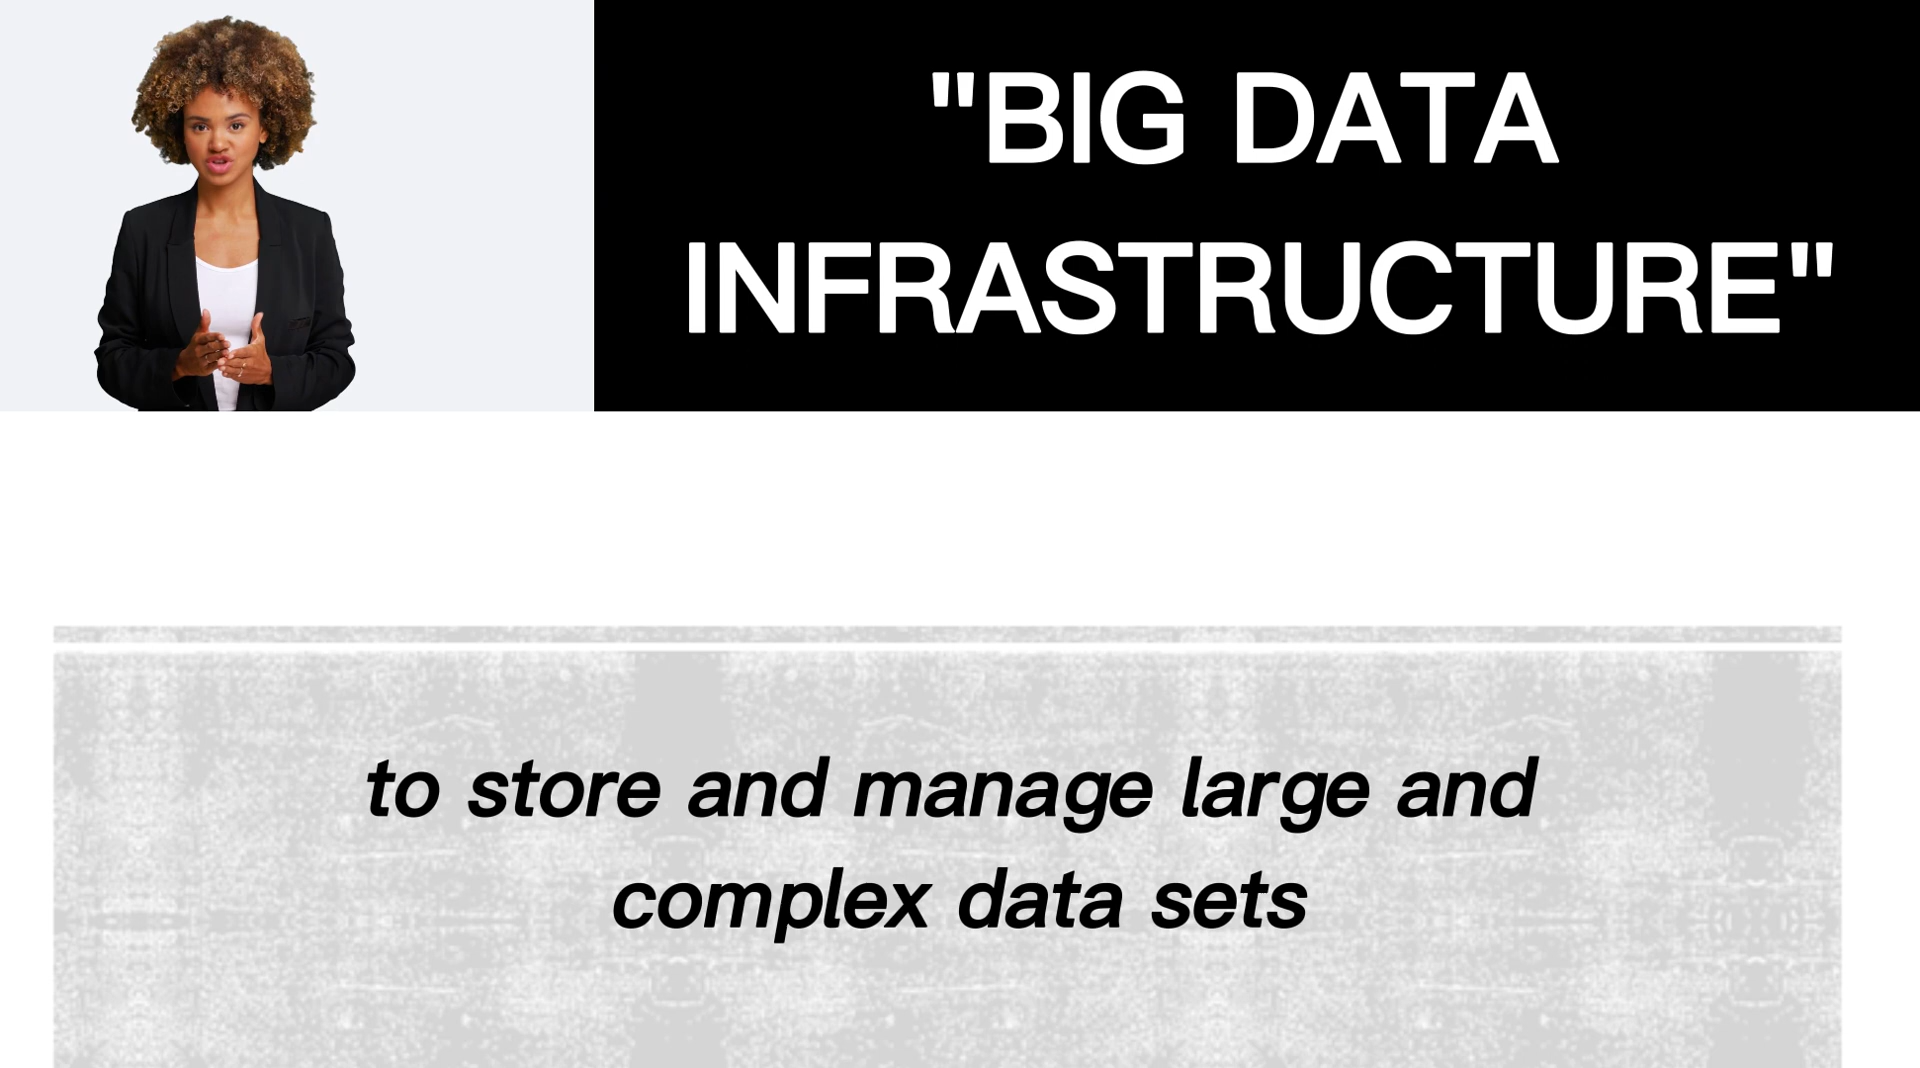 "BIG DATA
INFRASTRUCTURE"
to store and manage large and
complex data sets